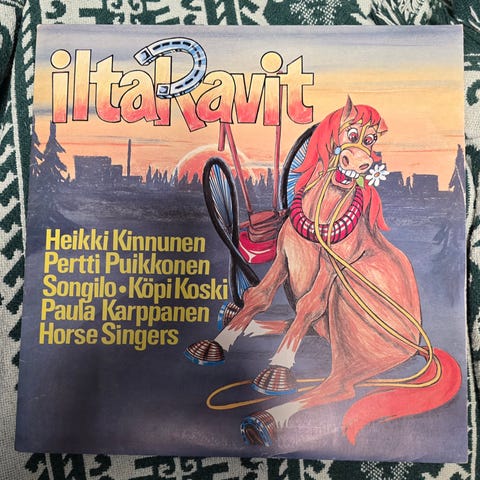 iltaRavit
Heikki Kinnunen
Pertti Puikkonen
Songilo • Köpi Koski
Paula Karppanen
Horse Singers